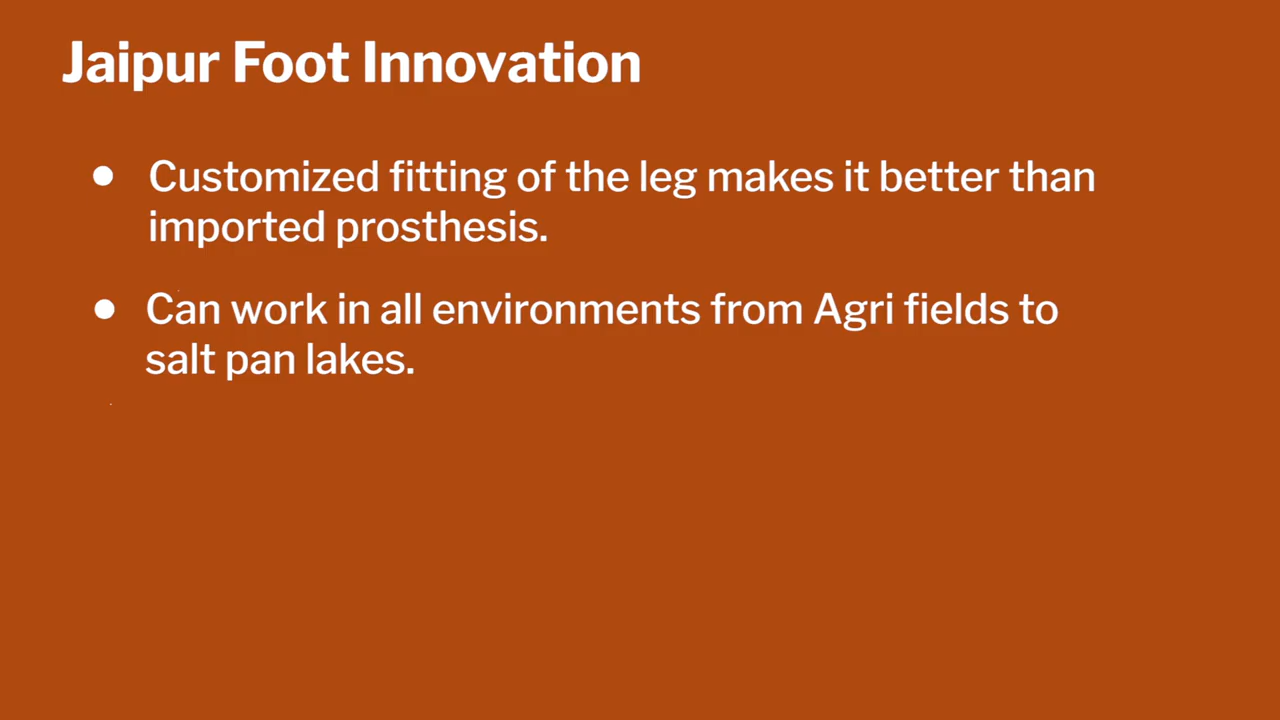 Jaipur Foot Innovation
● Customized fitting of the leg makes it better than
imported prosthesis.
● Can work in all environments from Agri fields to
salt pan lakes.